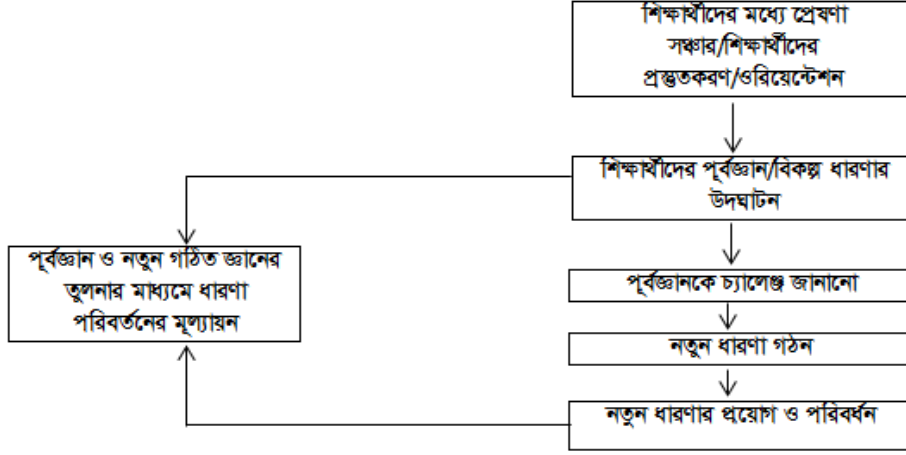 শিক্ষার্থীদের মধ্যে প্রেষণা
সঞ্চার/শিক্ষার্থীদের
প্রস্তুতকরণ/ওরিয়েন্টেশন
শিক্ষার্থীদের পূর্বজ্ঞান/বিকল্প ধারণার
উদঘাটন
পূর্বজ্ঞান ও নতুন গঠিত জ্ঞানের
তুলনার মাধ্যমে ধারণা
পরিবর্তনের মূল্যায়ন
পূর্বজ্ঞানকে চ্যালেঞ্জ জানানো
নতুন ধারণা গঠন
নতুন ধারণার প্রয়োগ ও পরিবর্ধন